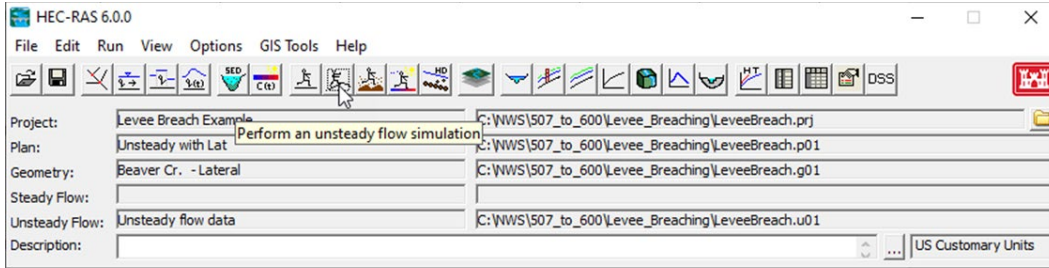 HEC-RAS 6.0.0
File Edit Run View Options GIS Tools Help
SED C(t) HD HT DSS
Project: Levee Breach Example C:\NWS\507_to_600\Levee_Breaching\LeveeBreach.prj
Perform an unsteady flow simulation
Plan: Unsteady with Lat C:\NWS\507_to_600\Levee_Breaching\LeveeBreach.p01
Geometry: Beaver Cr. - Lateral C:\NWS\507_to_600\Levee_Breaching\LeveeBreach.g01
Steady Flow:
Unsteady Flow: Unsteady flow data C:\NWS\507_to_600\Levee_Breaching\LeveeBreach.u01
Description: ... US Customary Units